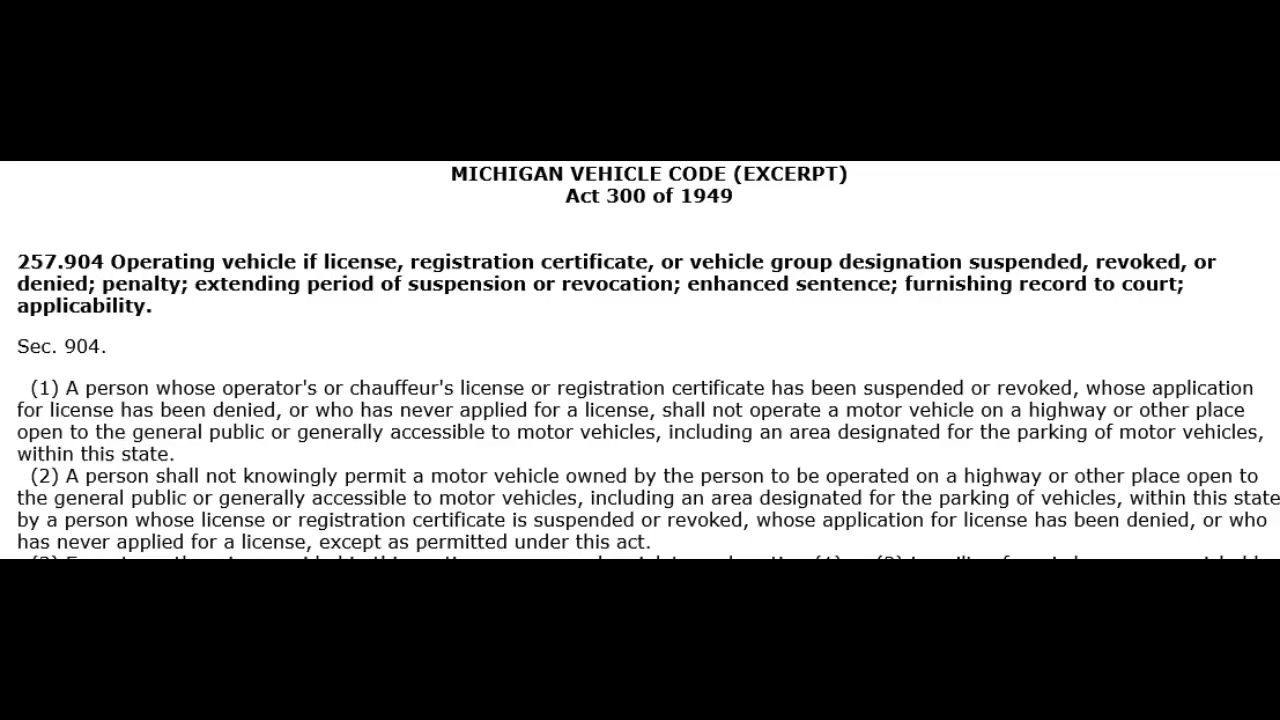 MICHIGAN VEHICLE CODE (EXCERPT)
Act 300 of 1949
257.904 Operating vehicle if license, registration certificate, or vehicle group designation suspended, revoked, or
denied; penalty; extending period of suspension or revocation; enhanced sentence; furnishing record to court;
applicability.
Sec. 904.
(1) A person whose operator's or chauffeur's license or registration certificate has been suspended or revoked, whose application
for license has been denied, or who has never applied for a license, shall not operate a motor vehicle on a highway or other place
open to the general public or generally accessible to motor vehicles, including an area designated for the parking of motor vehicles,
within this state.
(2) A person shall not knowingly permit a motor vehicle owned by the person to be operated on a highway or other place open to
the general public or generally accessible to motor vehicles, including an area designated for the parking of vehicles, within this state
by a person whose license or registration certificate is suspended or revoked, whose application for license has been denied, or who
has never applied for a license, except as permitted under this act.